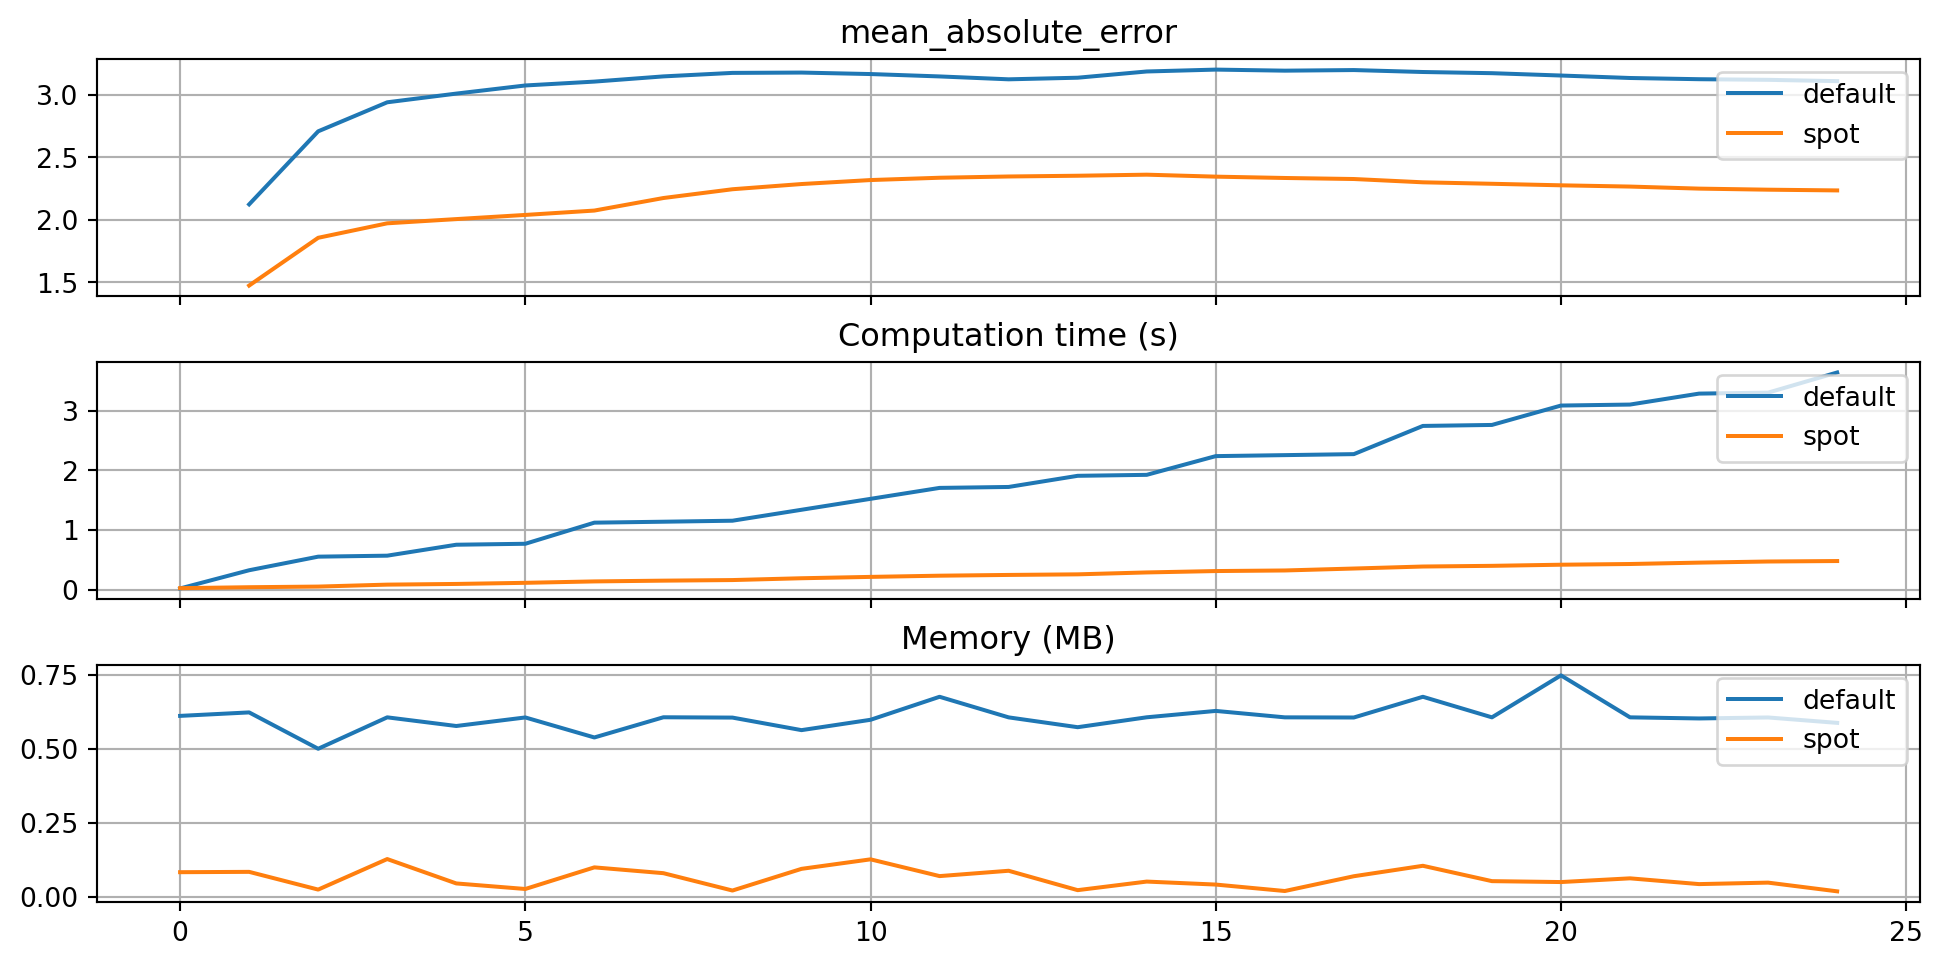 mean_absolute_error
3.0
2.5
2.0
1.5
default
spot
Computation time (s)
3
2
1
0
default
spot
Memory (MB)
0.75
0.50
0.25
0.00
default
spot
0 5 10 15 20 25